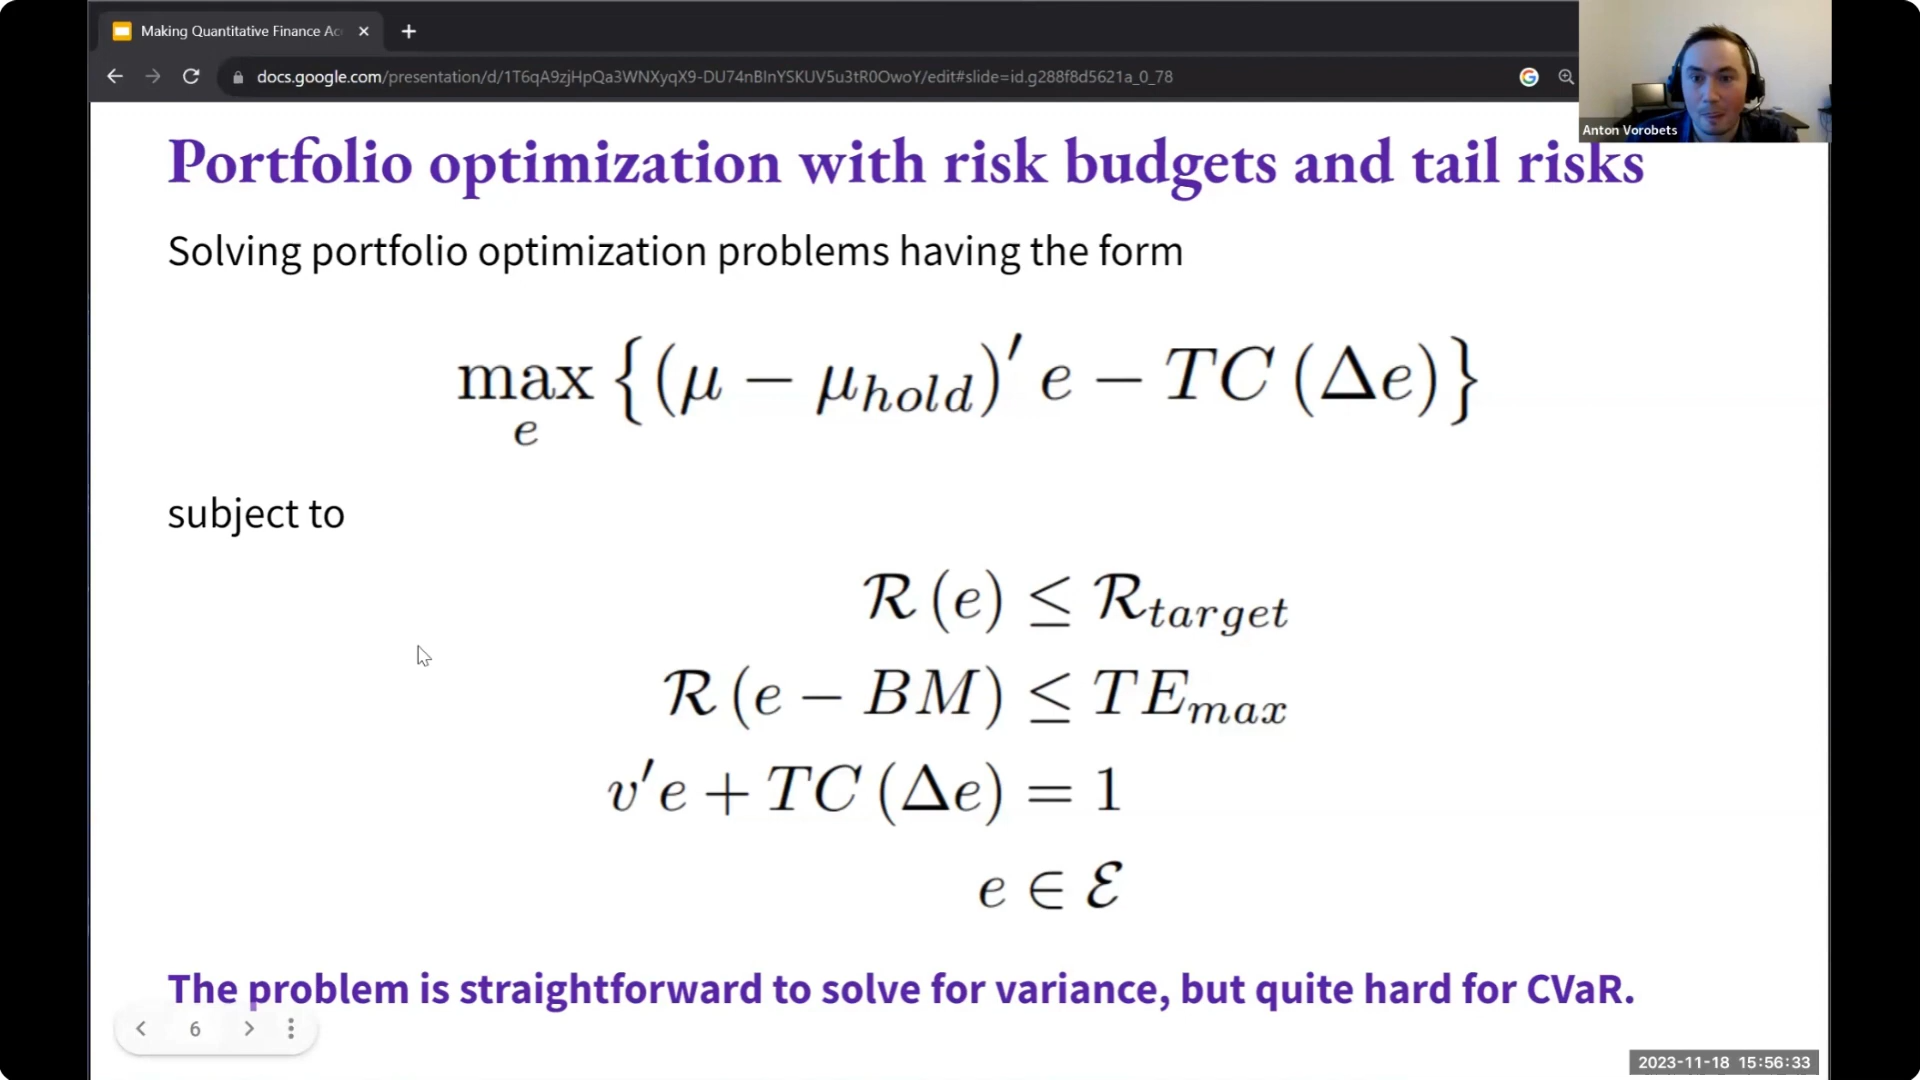 Making Quantitative Finance Ac
docs.google.com/presentation/d/1T6qA9zjHpQa3WNXyqX9-DU74nBInYSKUV5u3tR0OwoY/edit#slide=id.g288f8d5621a_0_78
Anton Vorobets
Portfolio optimization with risk budgets and tail risks
Solving portfolio optimization problems having the form
max {(μ − μ_hold)′ e − TC (Δe)}
e
subject to
ℛ (e) ≤ ℛ_target
ℛ (e − BM) ≤ TE_max
v′e + TC (Δe) = 1
e ∈ ℰ
The problem is straightforward to solve for variance, but quite hard for CVaR.
6
2023-11-18 15:56:33